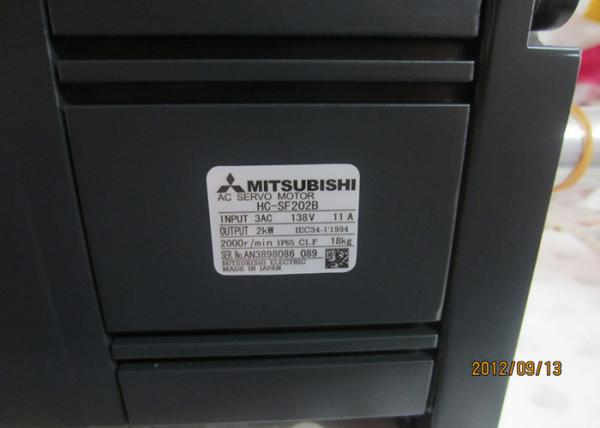 MITSUBISHI
AC SERVO MOTOR
HC-SF202B
INPUT 3AC 138V 11 A
OUTPUT 2kW IEC34-1'1994
2000r/min IP65 CI.F 18kg
SER.No AN3898086 089
MITSUBISHI ELECTRIC
MADE IN JAPAN
2012/09/13